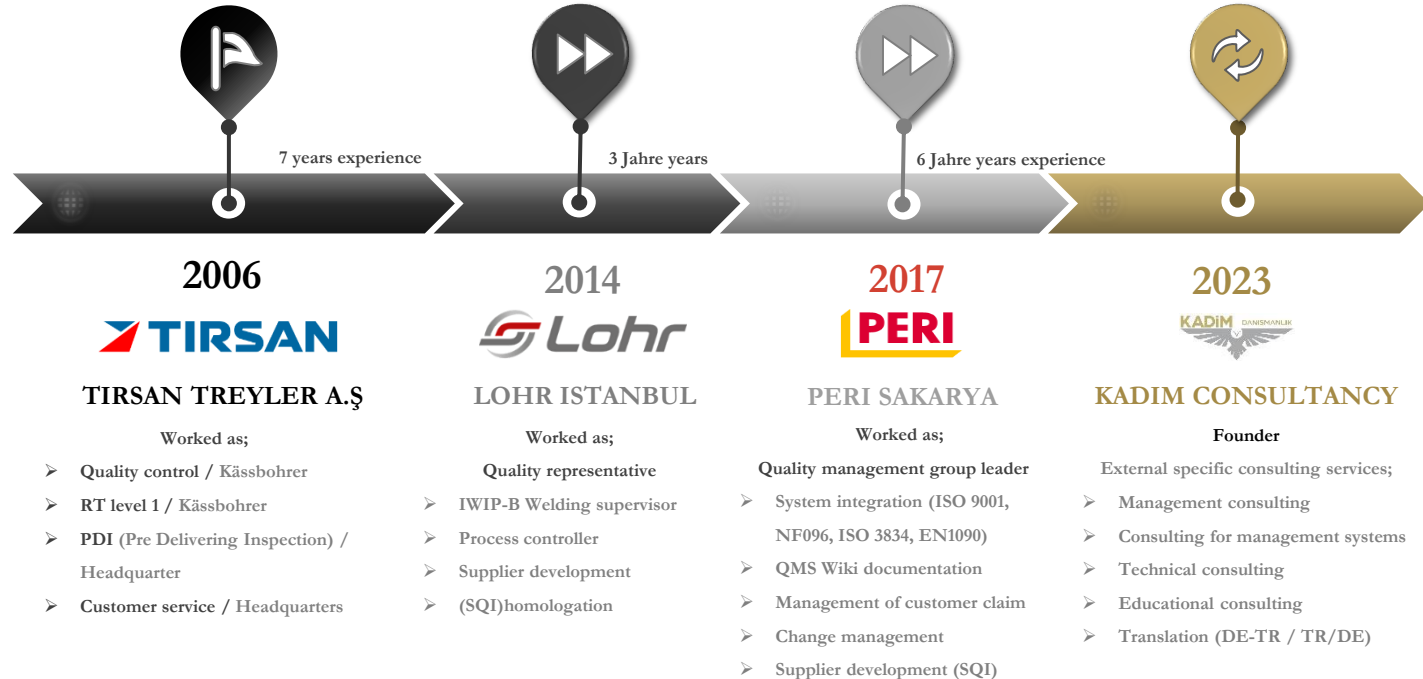 7 years experience
3 Jahre years
6 Jahre years experience
2006
TIRSAN
TIRSAN TREYLER A.Ş
Worked as;
➢ Quality control / Kässbohrer
➢ RT level 1 / Kässbohrer
➢ PDI (Pre Delivering Inspection) /
Headquarter
➢ Customer service / Headquarters
2014
Lohr
LOHR ISTANBUL
Worked as;
Quality representative
➢ IWIP-B Welding supervisor
➢ Process controller
➢ Supplier development
➢ (SQI)homologation
2017
PERI
PERI SAKARYA
Worked as;
Quality management group leader
➢ System integration (ISO 9001,
NF096, ISO 3834, EN1090)
➢ QMS Wiki documentation
➢ Management of customer claim
➢ Change management
➢ Supplier development (SQI)
2023
KADİM DANISMANLIK
KADIM CONSULTANCY
Founder
External specific consulting services;
➢ Management consulting
➢ Consulting for management systems
➢ Technical consulting
➢ Educational consulting
➢ Translation (DE-TR / TR/DE)